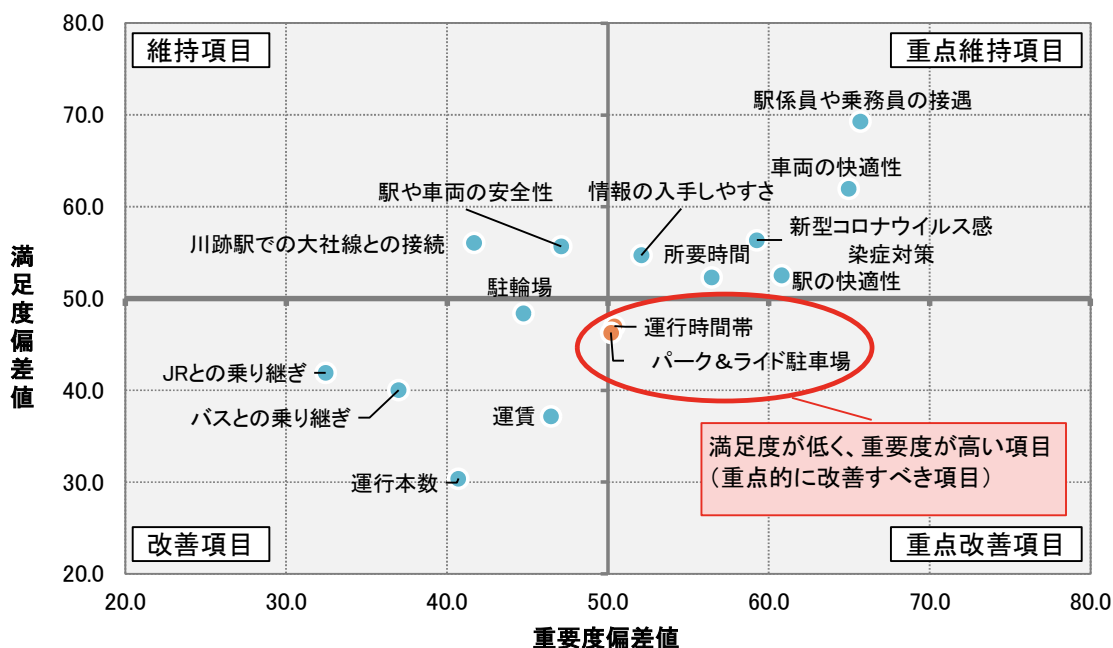 80.0
70.0
60.0
50.0
40.0
30.0
20.0
満足度偏差値
維持項目
重点維持項目
駅係員や乗務員の接遇
車両の快適性
駅や車両の安全性
情報の入手しやすさ
川跡駅での大社線との接続
所要時間
新型コロナウイルス感
染症対策
駅の快適性
駐輪場
運行時間帯
パーク&ライド駐車場
JRとの乗り継ぎ
バスとの乗り継ぎ
運賃
運行本数
満足度が低く、重要度が高い項目
（重点的に改善すべき項目）
改善項目
重点改善項目
20.0
30.0
40.0
50.0
60.0
70.0
80.0
重要度偏差値